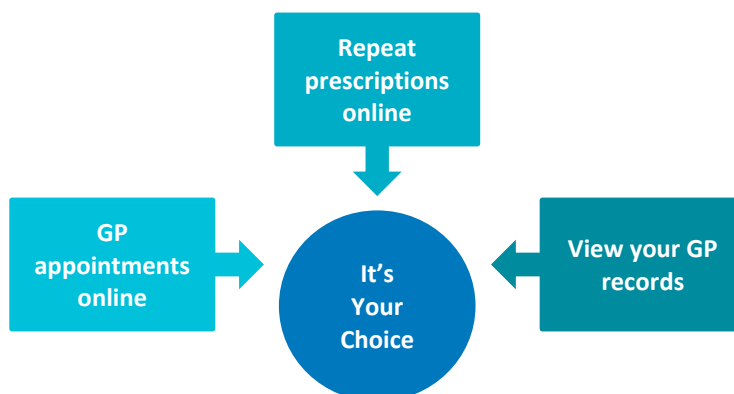 Repeat
prescriptions
online
GP
appointments
online
It’s
Your
Choice
View your GP
records